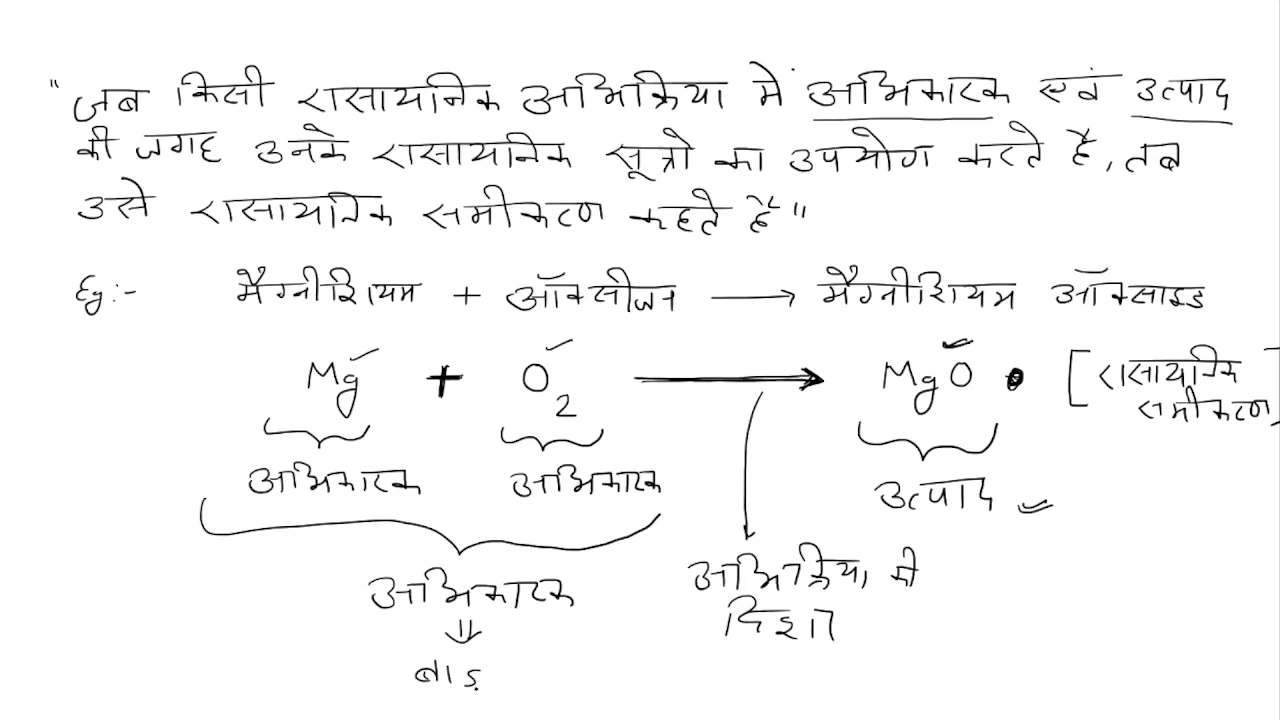 "जब किसी रासायनिक अभिक्रिया में अभिकारक एवं उत्पाद
की जगह उनके रासायनिक सूत्रो का उपयोग करते है, तब
उसे रासायनिक समीकरण कहते हैं"
Eg:- मैग्नीशियम + ऑक्सीजन → मैग्नीशियम ऑक्साइड
Mg + O2 → MgO [रासायनिक
समीकरण]
अभिकारक अभिकारक उत्पाद
अभिकारक
अभिक्रिया की
दिशा
बाड़